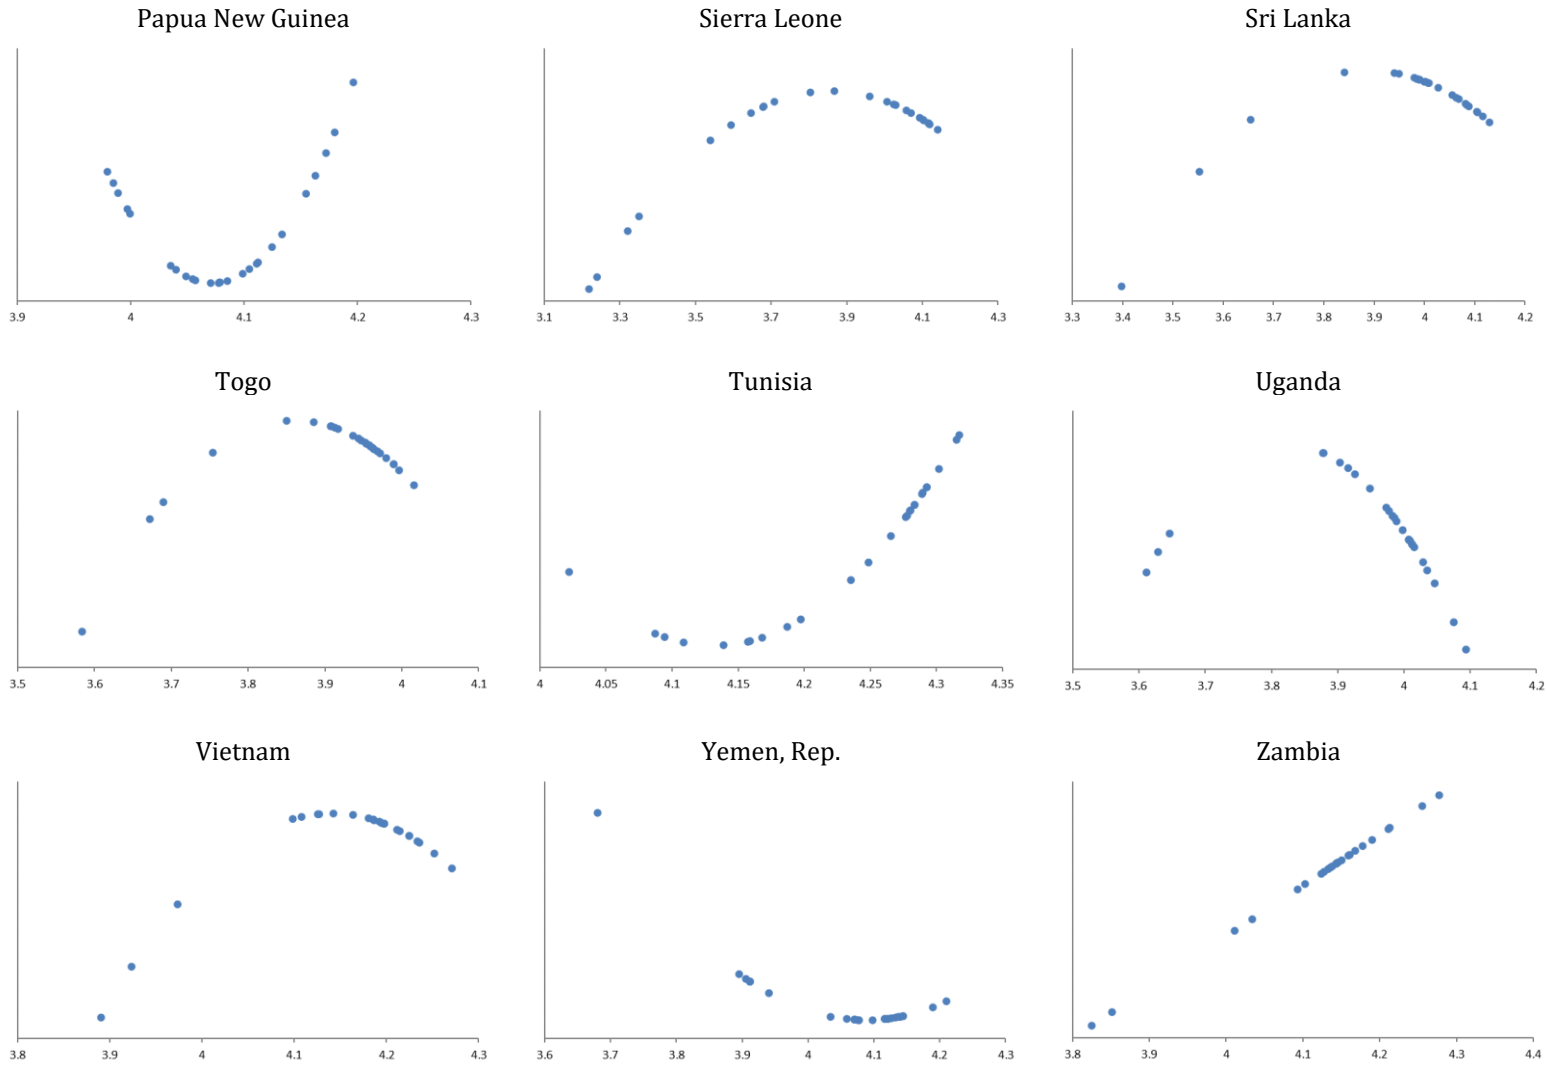 Papua New Guinea
Sierra Leone
Sri Lanka
3.9 4 4.1 4.2 4.3
3.1 3.3 3.5 3.7 3.9 4.1 4.3
3.3 3.4 3.5 3.6 3.7 3.8 3.9 4 4.1 4.2
Togo
Tunisia
Uganda
3.5 3.6 3.7 3.8 3.9 4 4.1
4 4.05 4.1 4.15 4.2 4.25 4.3 4.35
3.5 3.6 3.7 3.8 3.9 4 4.1 4.2
Vietnam
Yemen, Rep.
Zambia
3.8 3.9 4 4.1 4.2 4.3
3.6 3.7 3.8 3.9 4 4.1 4.2 4.3
3.8 3.9 4 4.1 4.2 4.3 4.4